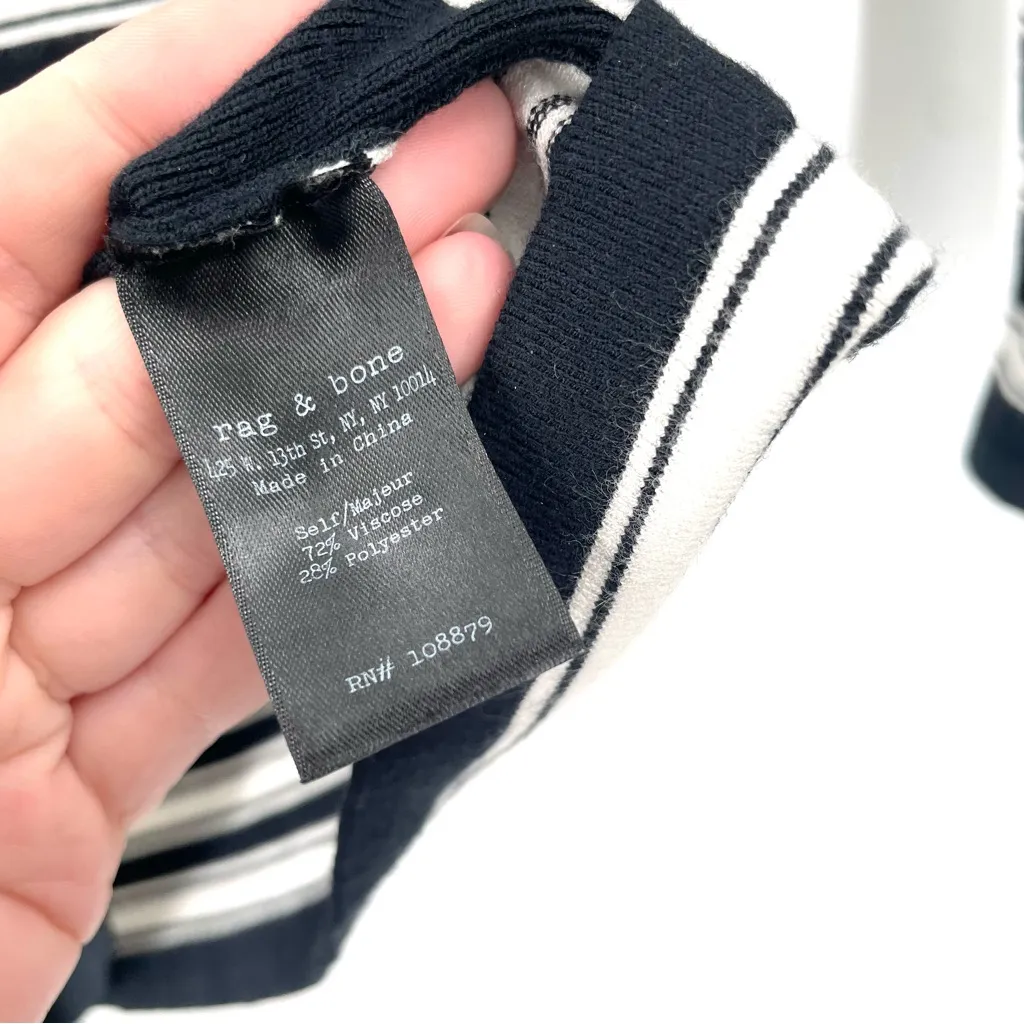 rag & bone
425 W. 13th St, NY, NY 10014
Made in China
Self/Majeur
72% Viscose
28% Polyester
RN# 108879